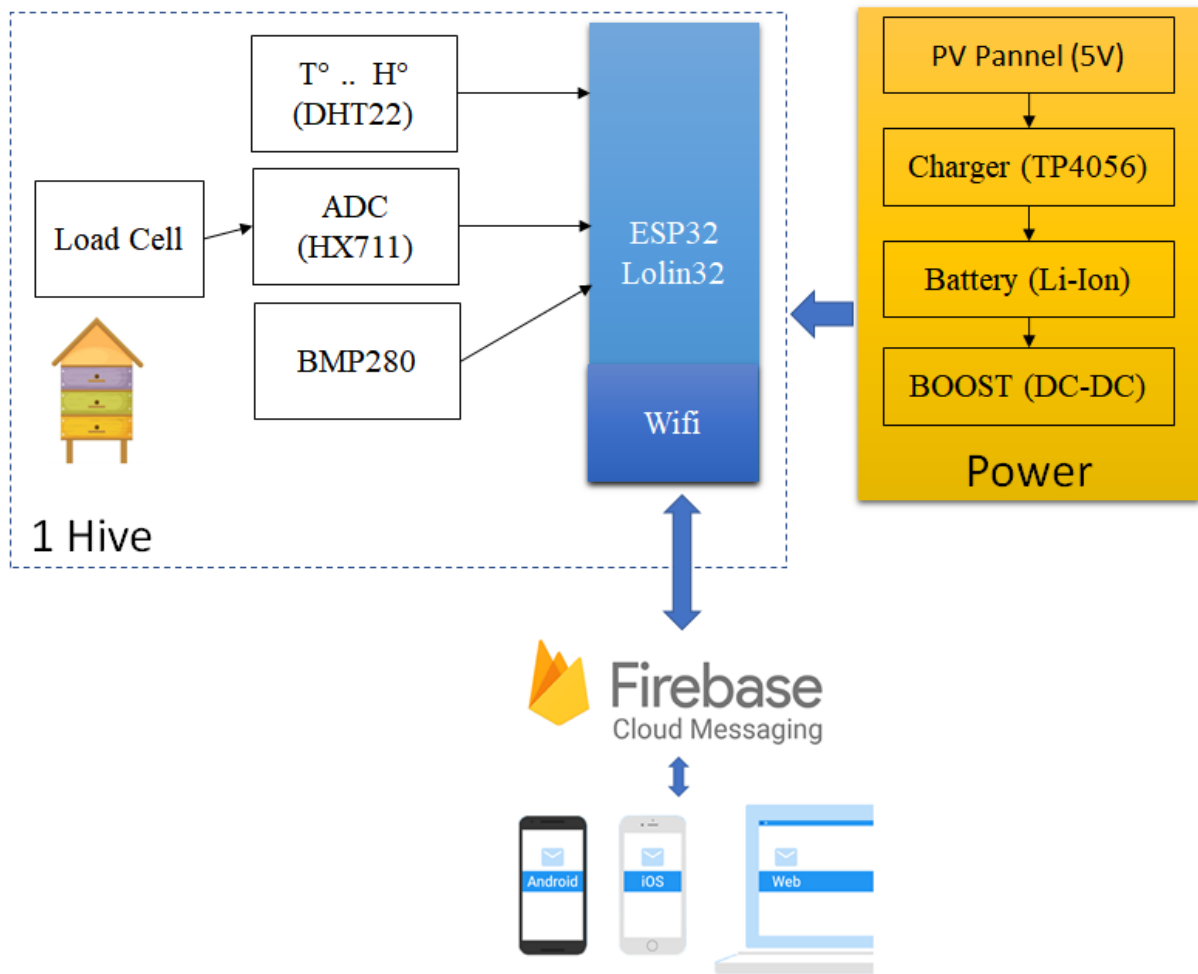 T° .. H°
(DHT22)
Load Cell
ADC
(HX711)
BMP280
ESP32
Lolin32
Wifi
1 Hive
PV Pannel (5V)
Charger (TP4056)
Battery (Li-Ion)
BOOST (DC-DC)
Power
Firebase
Cloud Messaging
Android
iOS
Web